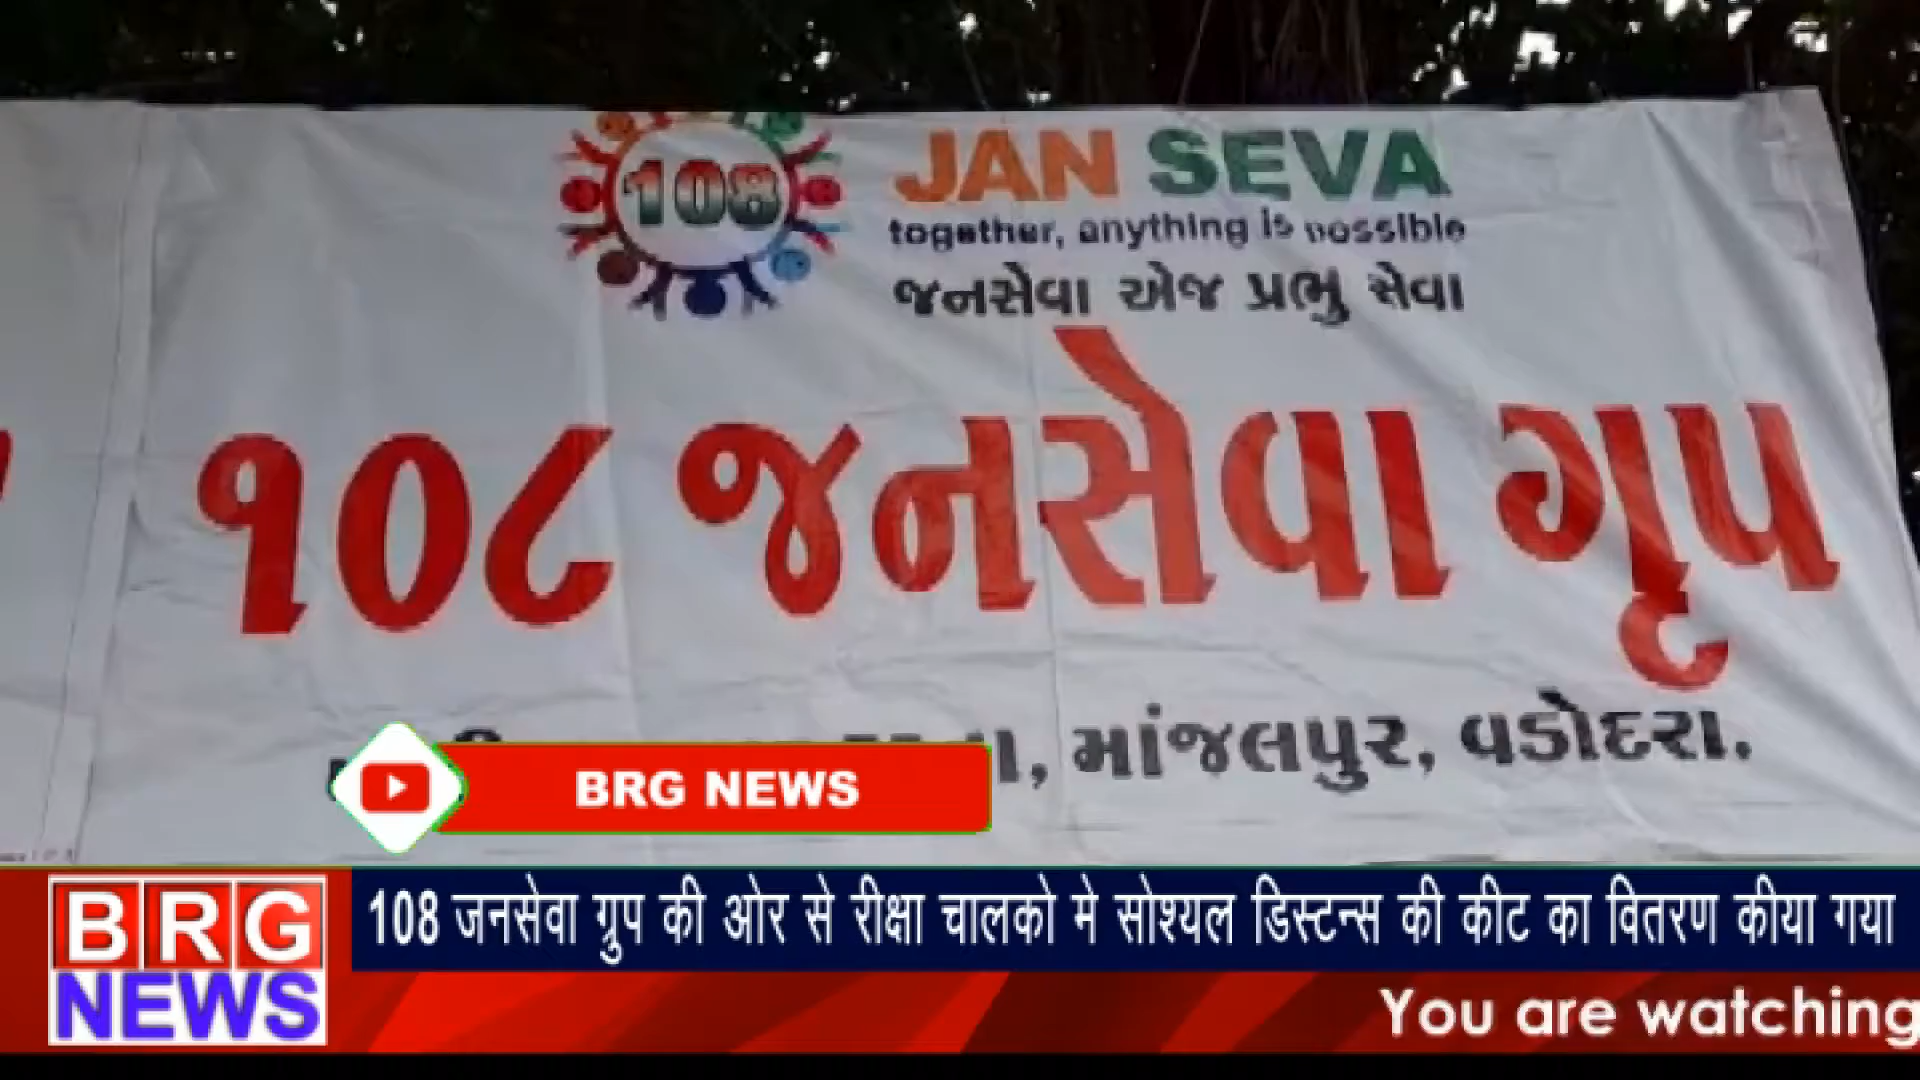 108
JAN SEVA
together, anything is possible
જનસેવા એજ પ્રભુ સેવા
૧૦૮ જનસેવા ગૃપ
માંજલપુર, વડોદરા.
BRG NEWS
108 जनसेवा ग्रुप की ओर से रीक्षा चालको मे सोश्यल डिस्टन्स की कीट का वितरण कीया गया
BRG
NEWS
You are watching